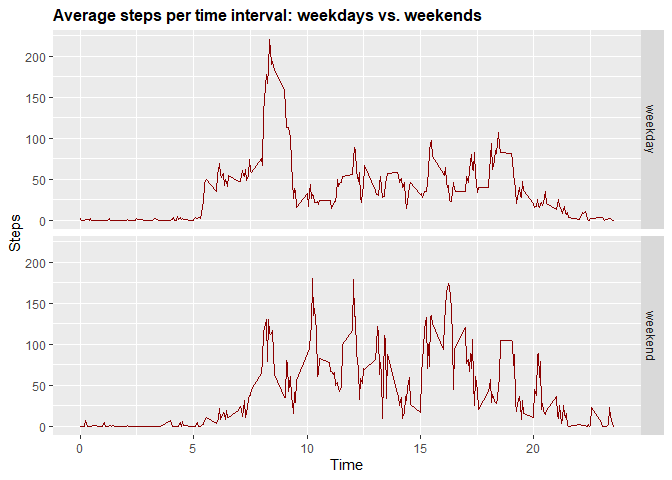 Average steps per time interval: weekdays vs. weekends
Steps
200
150
100
50
0
weekday
200
150
100
50
0
weekend
0 5 10 15 20
Time